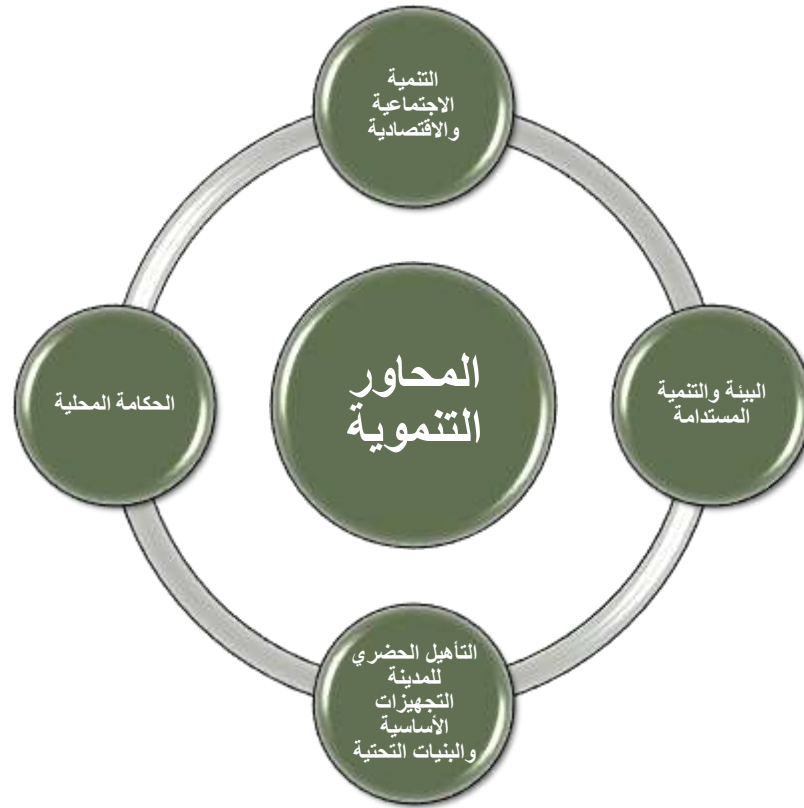 التنمية
الاجتماعية
والاقتصادية
المحاور
التنموية
البيئة والتنمية
المستدامة
الحكامة المحلية
التأهيل الحضري
للمدينة
التجهيزات
الأساسية
والبنيات التحتية